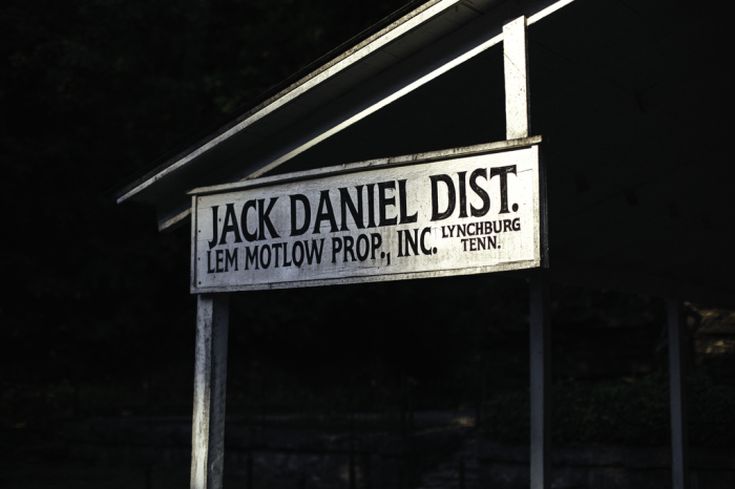 JACK DANIEL DIST.
LEM MOTLOW PROP., INC. LYNCHBURG
TENN.